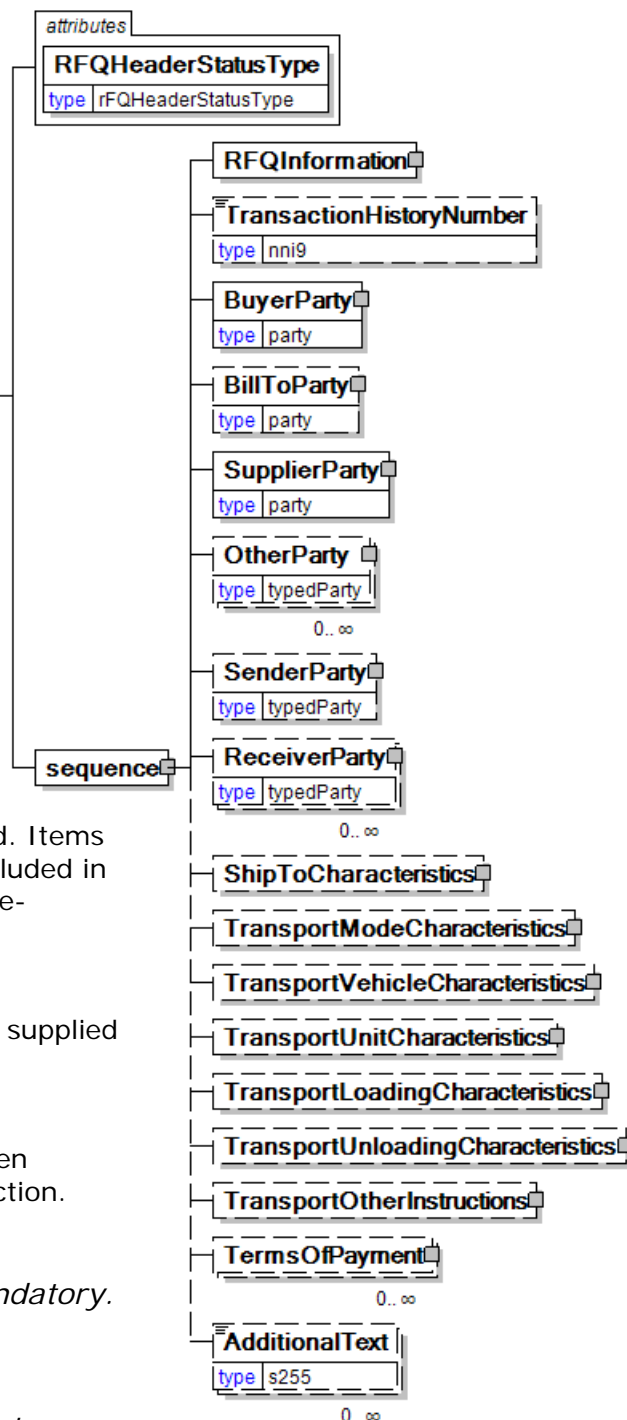 attributes
RFQHeaderStatusType
type rFQHeaderStatusType
RFQInformation
TransactionHistoryNumber
type nni9
BuyerParty
type party
BillToParty
type party
SupplierParty
type party
OtherParty
type typedParty
0.. ∞
SenderParty
type typedParty
sequence
ReceiverParty
type typedParty
0.. ∞
d. Items
luded in
e-
supplied
en
ction.
ndatory.
ShipToCharacteristics
TransportModeCharacteristics
TransportVehicleCharacteristics
TransportUnitCharacteristics
TransportLoadingCharacteristics
TransportUnloadingCharacteristics
TransportOtherInstructions
TermsOfPayment
0.. ∞
AdditionalText
type s255
0.. ∞